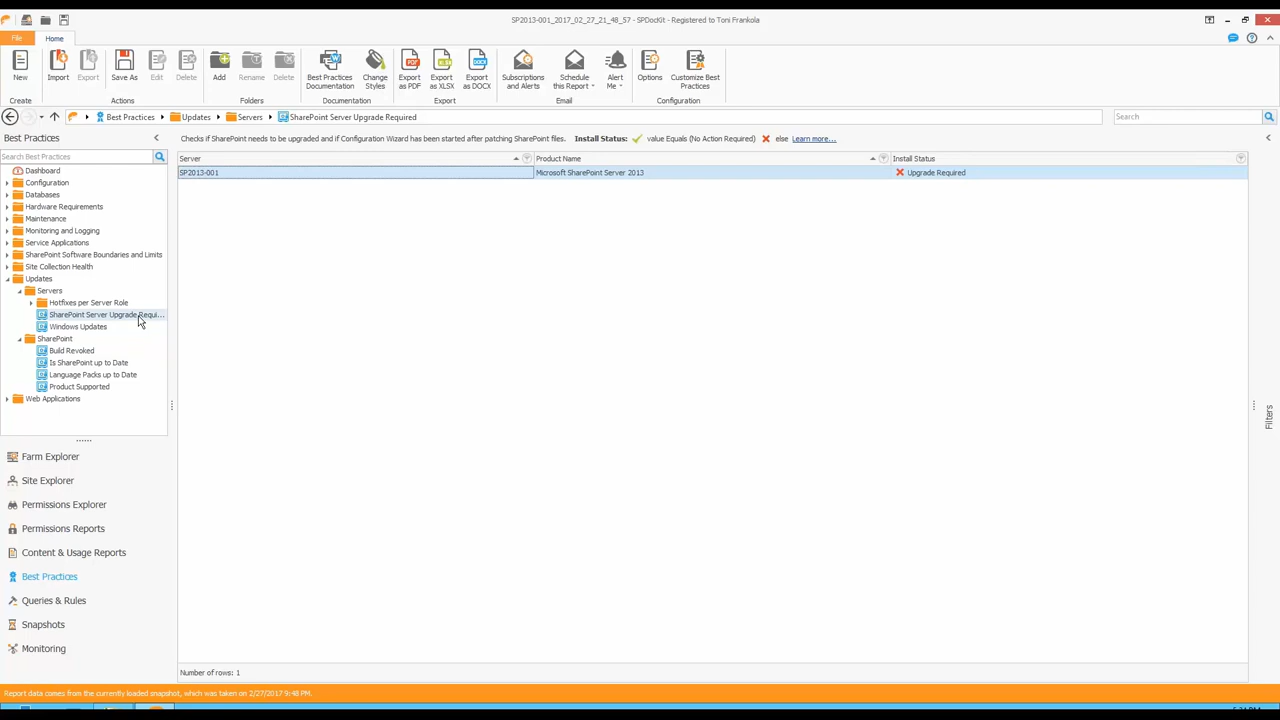 SP2013-001_2017_02_27_21_48_57 - SPDocKit - Registered to Toni Frankola
File
Home
New
Import
Export
Save As
Edit
Delete
Add
Rename
Delete
Best Practices Documentation
Change Styles
Export as PDF
Export as XLSX
Export as DOCX
Subscriptions and Alerts
Schedule this Report
Alert Me
Options
Customize Best Practices
Create
Actions
Folders
Documentation
Export
Email
Configuration
Best Practices
Updates
Servers
SharePoint Server Upgrade Required
Search
Best Practices
Checks if SharePoint needs to be upgraded and if Configuration Wizard has been started after patching SharePoint files. Install Status: value Equals (No Action Required) else Learn more...
Search Best Practices
Server
Product Name
Install Status
SP2013-001
Microsoft SharePoint Server 2013
Upgrade Required
Dashboard
Configuration
Databases
Hardware Requirements
Maintenance
Monitoring and Logging
Service Applications
SharePoint Software Boundaries and Limits
Site Collection Health
Updates
Servers
Hotfixes per Server Role
SharePoint Server Upgrade Requi...
Windows Updates
SharePoint
Build Revoked
Is SharePoint up to Date
Language Packs up to Date
Product Supported
Web Applications
Filters
Farm Explorer
Site Explorer
Permissions Explorer
Permissions Reports
Content & Usage Reports
Best Practices
Queries & Rules
Snapshots
Monitoring
Number of rows: 1
Report data comes from the currently loaded snapshot, which was taken on 2/27/2017 9:48 PM.